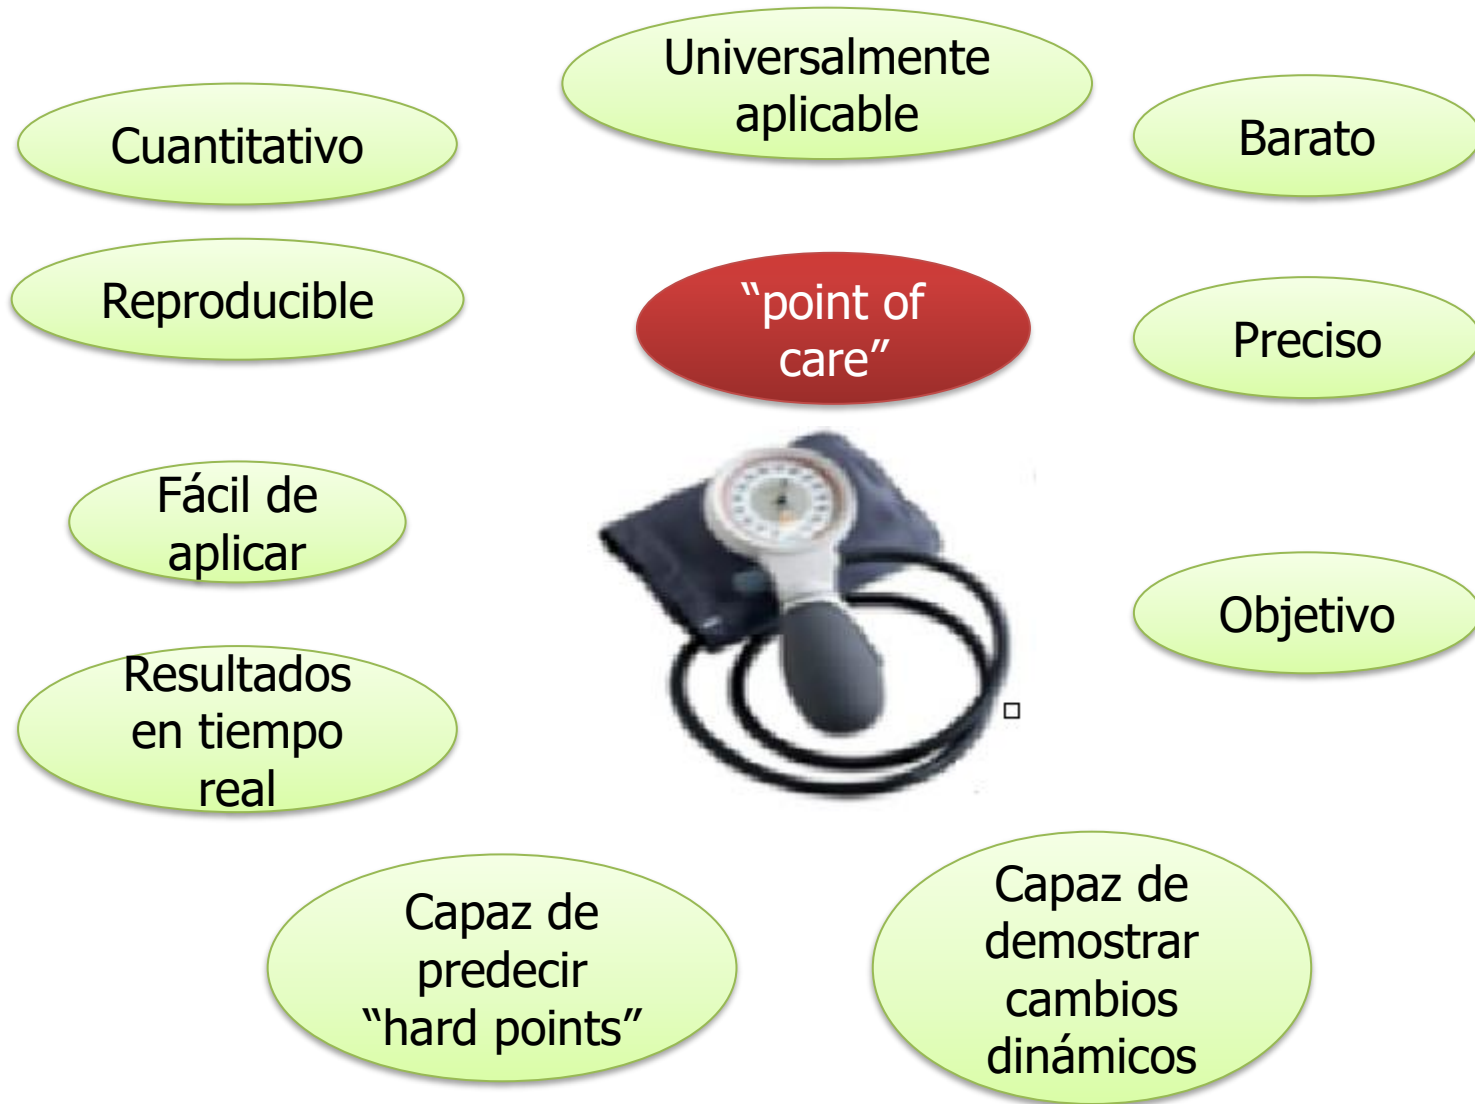 Universalmente
aplicable
Cuantitativo
Barato
Reproducible
“point of
care”
Preciso
Fácil de
aplicar
Objetivo
Resultados
en tiempo
real
Capaz de
predecir
“hard points”
Capaz de
demostrar
cambios
dinámicos